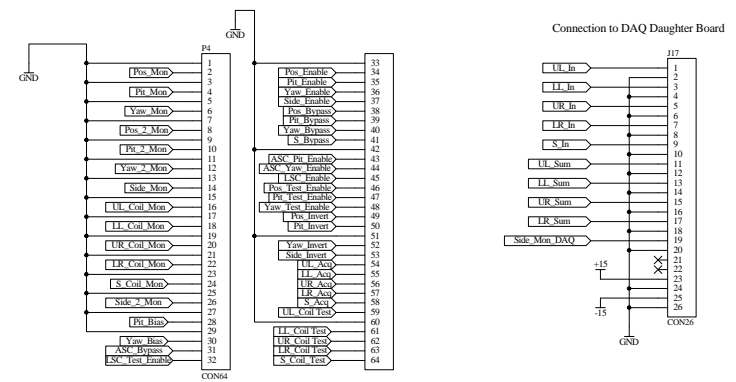 Connection to DAQ Daughter Board
GND
GND
P4
1
Pos_Mon 2
3
Pit_Mon 4
5
Yaw_Mon 6
7
Pos_2_Mon 8
9
Pit_2_Mon 10
11
Yaw_2_Mon 12
13
Side_Mon 14
15
UL_Coil_Mon 16
17
LL_Coil_Mon 18
19
UR_Coil_Mon 20
21
LR_Coil_Mon 22
23
S_Coil_Mon 24
25
Side_2_Mon 26
27
Pit_Bias 28
29
Yaw_Bias 30
ASC_Bypass 31
LSC_Test_Enable 32
CON64
33
Pos_Enable 34
Pit_Enable 35
Yaw_Enable 36
Side_Enable 37
Pos_Bypass 38
Pit_Bypass 39
Yaw_Bypass 40
S_Bypass 41
42
ASC_Pit_Enable 43
ASC_Yaw_Enable 44
LSC_Enable 45
Pos_Test_Enable 46
Pit_Test_Enable 47
Yaw_Test_Enable 48
Pos_Invert 49
Pit_Invert 50
51
Yaw_Invert 52
Side_Invert 53
UL_Acq 54
LL_Acq 55
UR_Acq 56
LR_Acq 57
S_Acq 58
UL_Coil Test 59
60
LL_Coil Test 61
UR_Coil Test 62
LR_Coil Test 63
S_Coil_Test 64
J17
UL_In 1
2
LL_In 3
4
UR_In 5
6
LR_In 7
8
S_In 9
10
UL_Sum 11
12
LL_Sum 13
14
UR_Sum 15
16
LR_Sum 17
18
Side_Mon_DAQ 19
20
21
22
+15 23
24
25
-15 26
CON26
GND